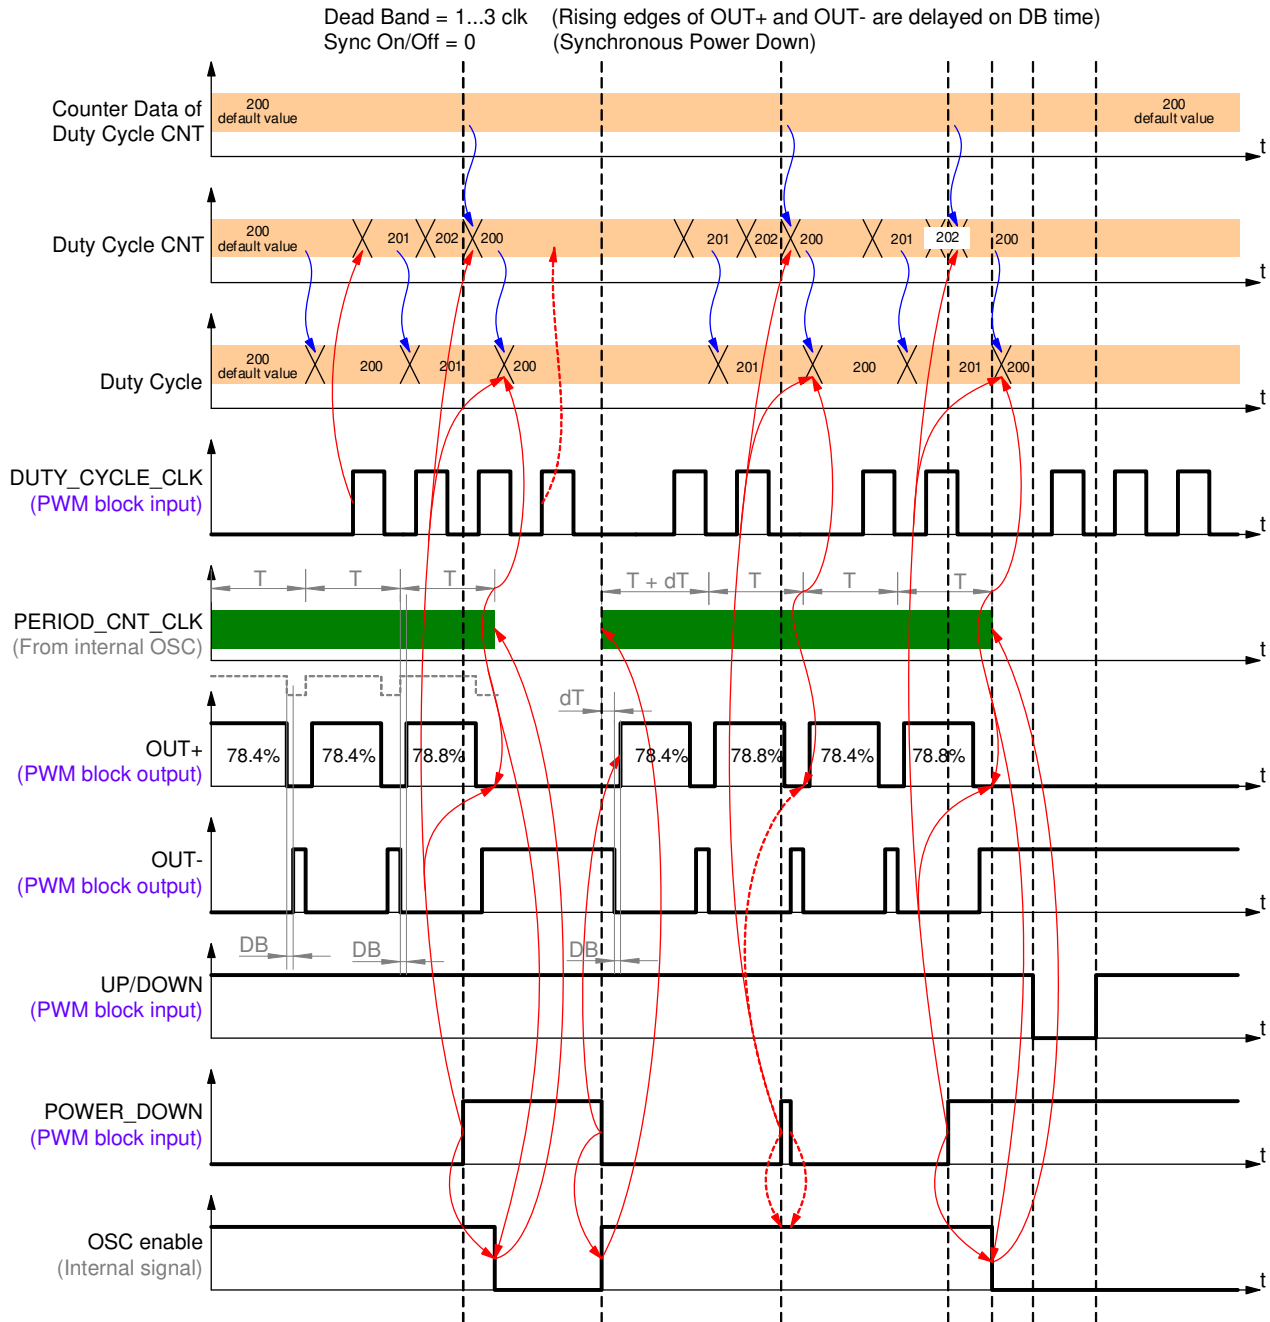 Dead Band = 1...3 clk (Rising edges of OUT+ and OUT- are delayed on DB time)
Sync On/Off = 0 (Synchronous Power Down)
Counter Data of
Duty Cycle CNT
200
default value
200
default value
t
Duty Cycle CNT
200
default value
201
202
200
201
202
200
201
202
200
t
Duty Cycle
200
default value
200
201
200
201
200
201
200
t
DUTY_CYCLE_CLK
(PWM block input)
t
PERIOD_CNT_CLK
(From internal OSC)
T
T
T
T + dT
T
T
T
t
OUT+
(PWM block output)
78.4%
78.4%
78.8%
dT
78.4%
78.8%
78.4%
78.8%
t
OUT-
(PWM block output)
t
DB
DB
DB
UP/DOWN
(PWM block input)
t
POWER_DOWN
(PWM block input)
t
OSC enable
(Internal signal)
t